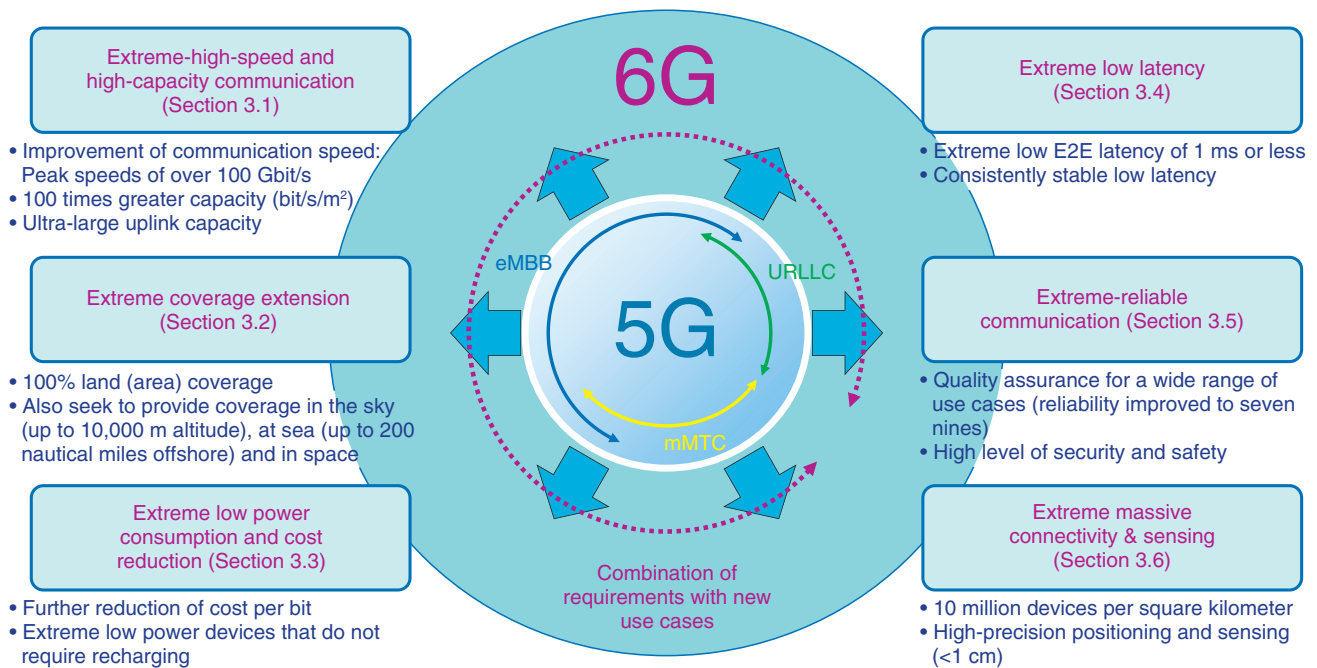 Extreme-high-speed and
high-capacity communication
(Section 3.1)
• Improvement of communication speed:
Peak speeds of over 100 Gbit/s
• 100 times greater capacity (bit/s/m²)
• Ultra-large uplink capacity
Extreme coverage extension
(Section 3.2)
• 100% land (area) coverage
• Also seek to provide coverage in the sky
(up to 10,000 m altitude), at sea (up to 200
nautical miles offshore) and in space
Extreme low power
consumption and cost
reduction (Section 3.3)
• Further reduction of cost per bit
• Extreme low power devices that do not
require recharging
6G
eMBB
URLLC
5G
mMTC
Combination of
requirements with new
use cases
Extreme low latency
(Section 3.4)
• Extreme low E2E latency of 1 ms or less
• Consistently stable low latency
Extreme-reliable
communication (Section 3.5)
• Quality assurance for a wide range of
use cases (reliability improved to seven
nines)
• High level of security and safety
Extreme massive
connectivity & sensing
(Section 3.6)
• 10 million devices per square kilometer
• High-precision positioning and sensing
(<1 cm)